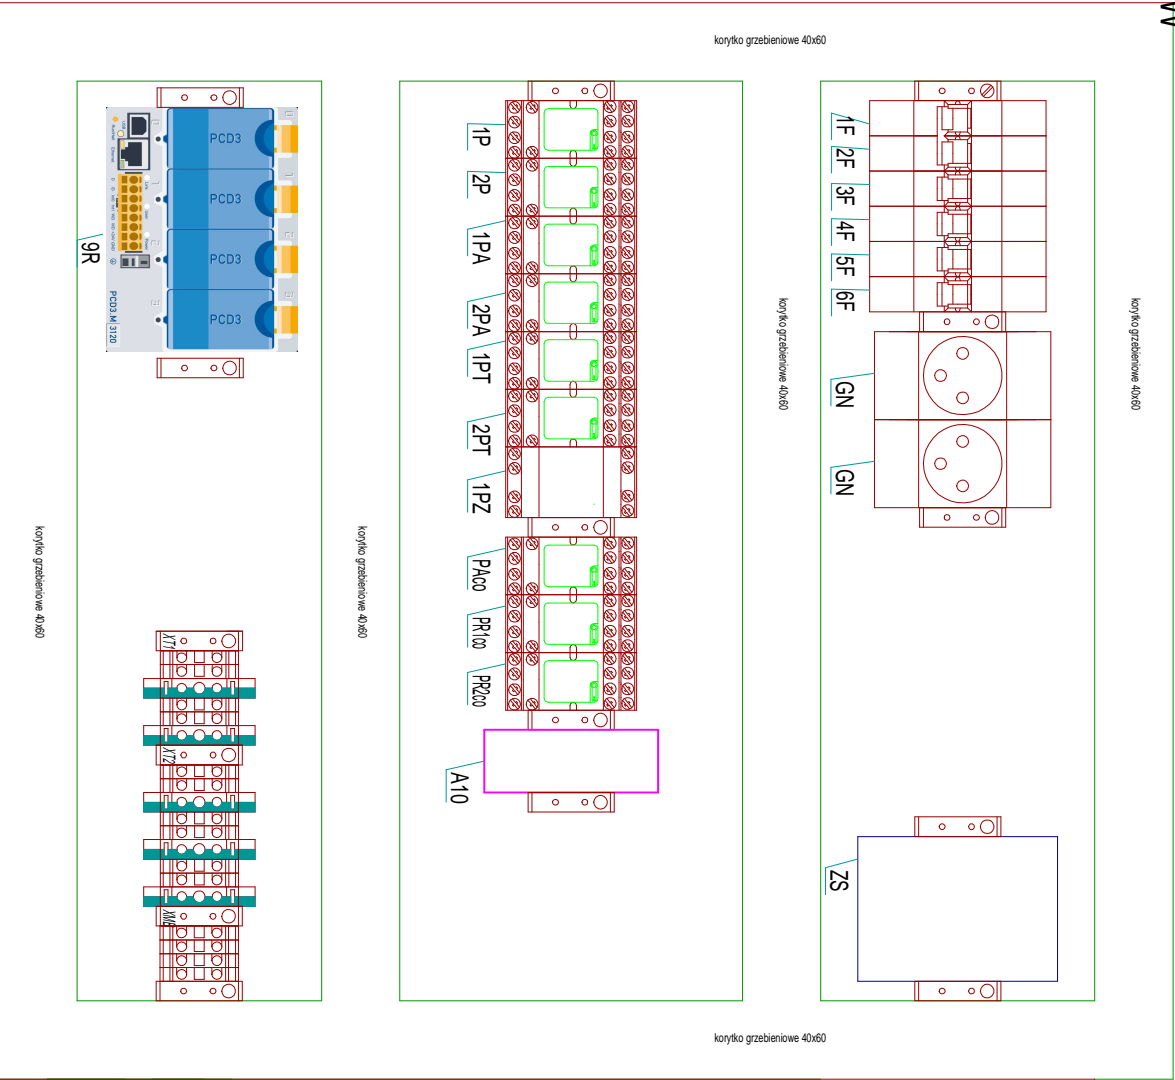 korytko grzebieniowe 40x60
1F
2F
3F
4F
5F
6F
GN
GN
ZS
korytko grzebieniowe 40x60
korytko grzebieniowe 40x60
1P
2P
1PA
2PA
1PT
2PT
1PZ
PAco
PR1co
PR2co
A10
korytko grzebieniowe 40x60
korytko grzebieniowe 40x60
PCD3
PCD3
PCD3
PCD3
Ethernet
PCD3.M 3120
9R
XT1
XT2
korytko grzebieniowe 40x60